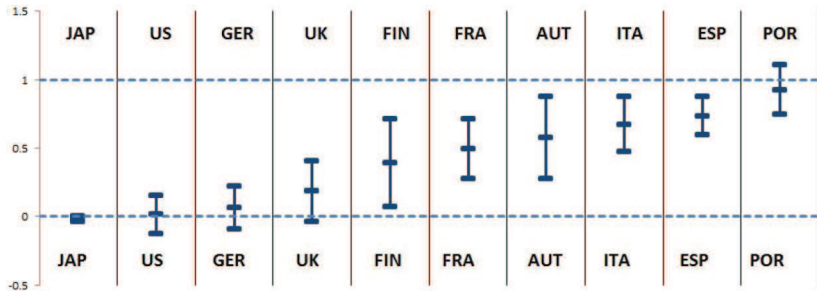 1.5
JAP US GER UK FIN FRA AUT ITA ESP POR
1
0.5
0
JAP US GER UK FIN FRA AUT ITA ESP POR
-0.5